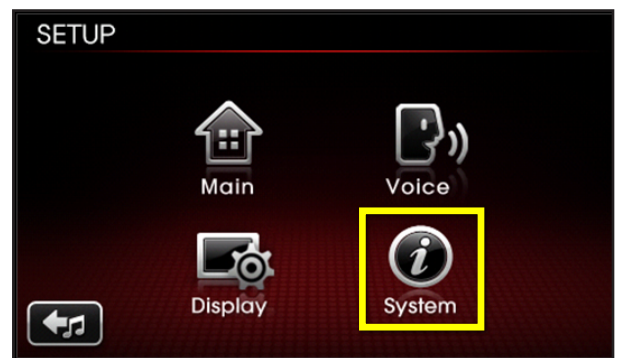 SETUP
Main
Voice
Display
System